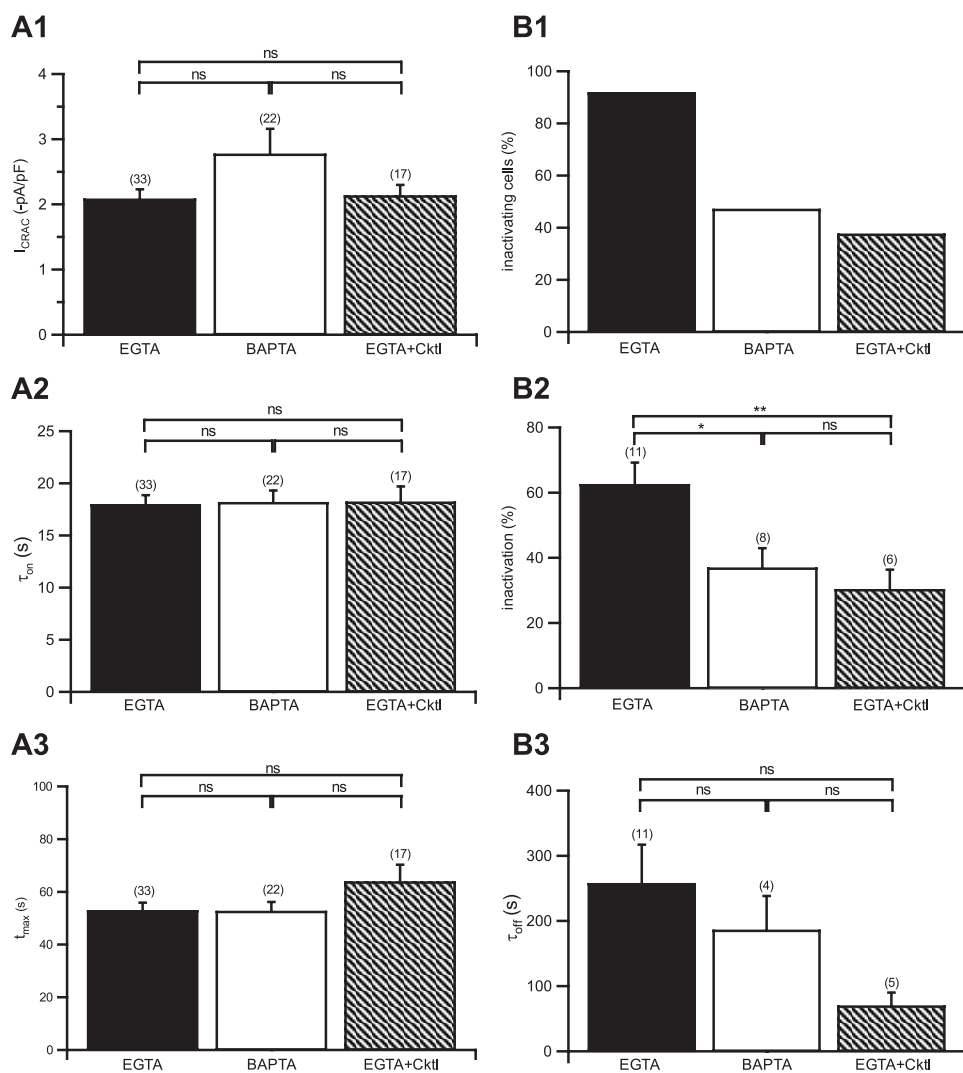 A1
ns
ns ns
4
3
2
1
0
I_CRAC (-pA/pF)
(33)
(22)
(17)
EGTA BAPTA EGTA+Cktl
B1
100
80
60
40
20
0
inactivating cells (%)
EGTA BAPTA EGTA+Cktl
A2
ns
ns ns
25
20
15
10
5
0
τ_on (s)
(33)
(22)
(17)
EGTA BAPTA EGTA+Cktl
B2
**
* ns
80
60
40
20
0
inactivation (%)
(11)
(8)
(6)
EGTA BAPTA EGTA+Cktl
A3
ns
ns ns
100
80
60
40
20
0
t_max (s)
(33)
(22)
(17)
EGTA BAPTA EGTA+Cktl
B3
ns
ns ns
400
300
200
100
0
τ_off (s)
(11)
(4)
(5)
EGTA BAPTA EGTA+Cktl